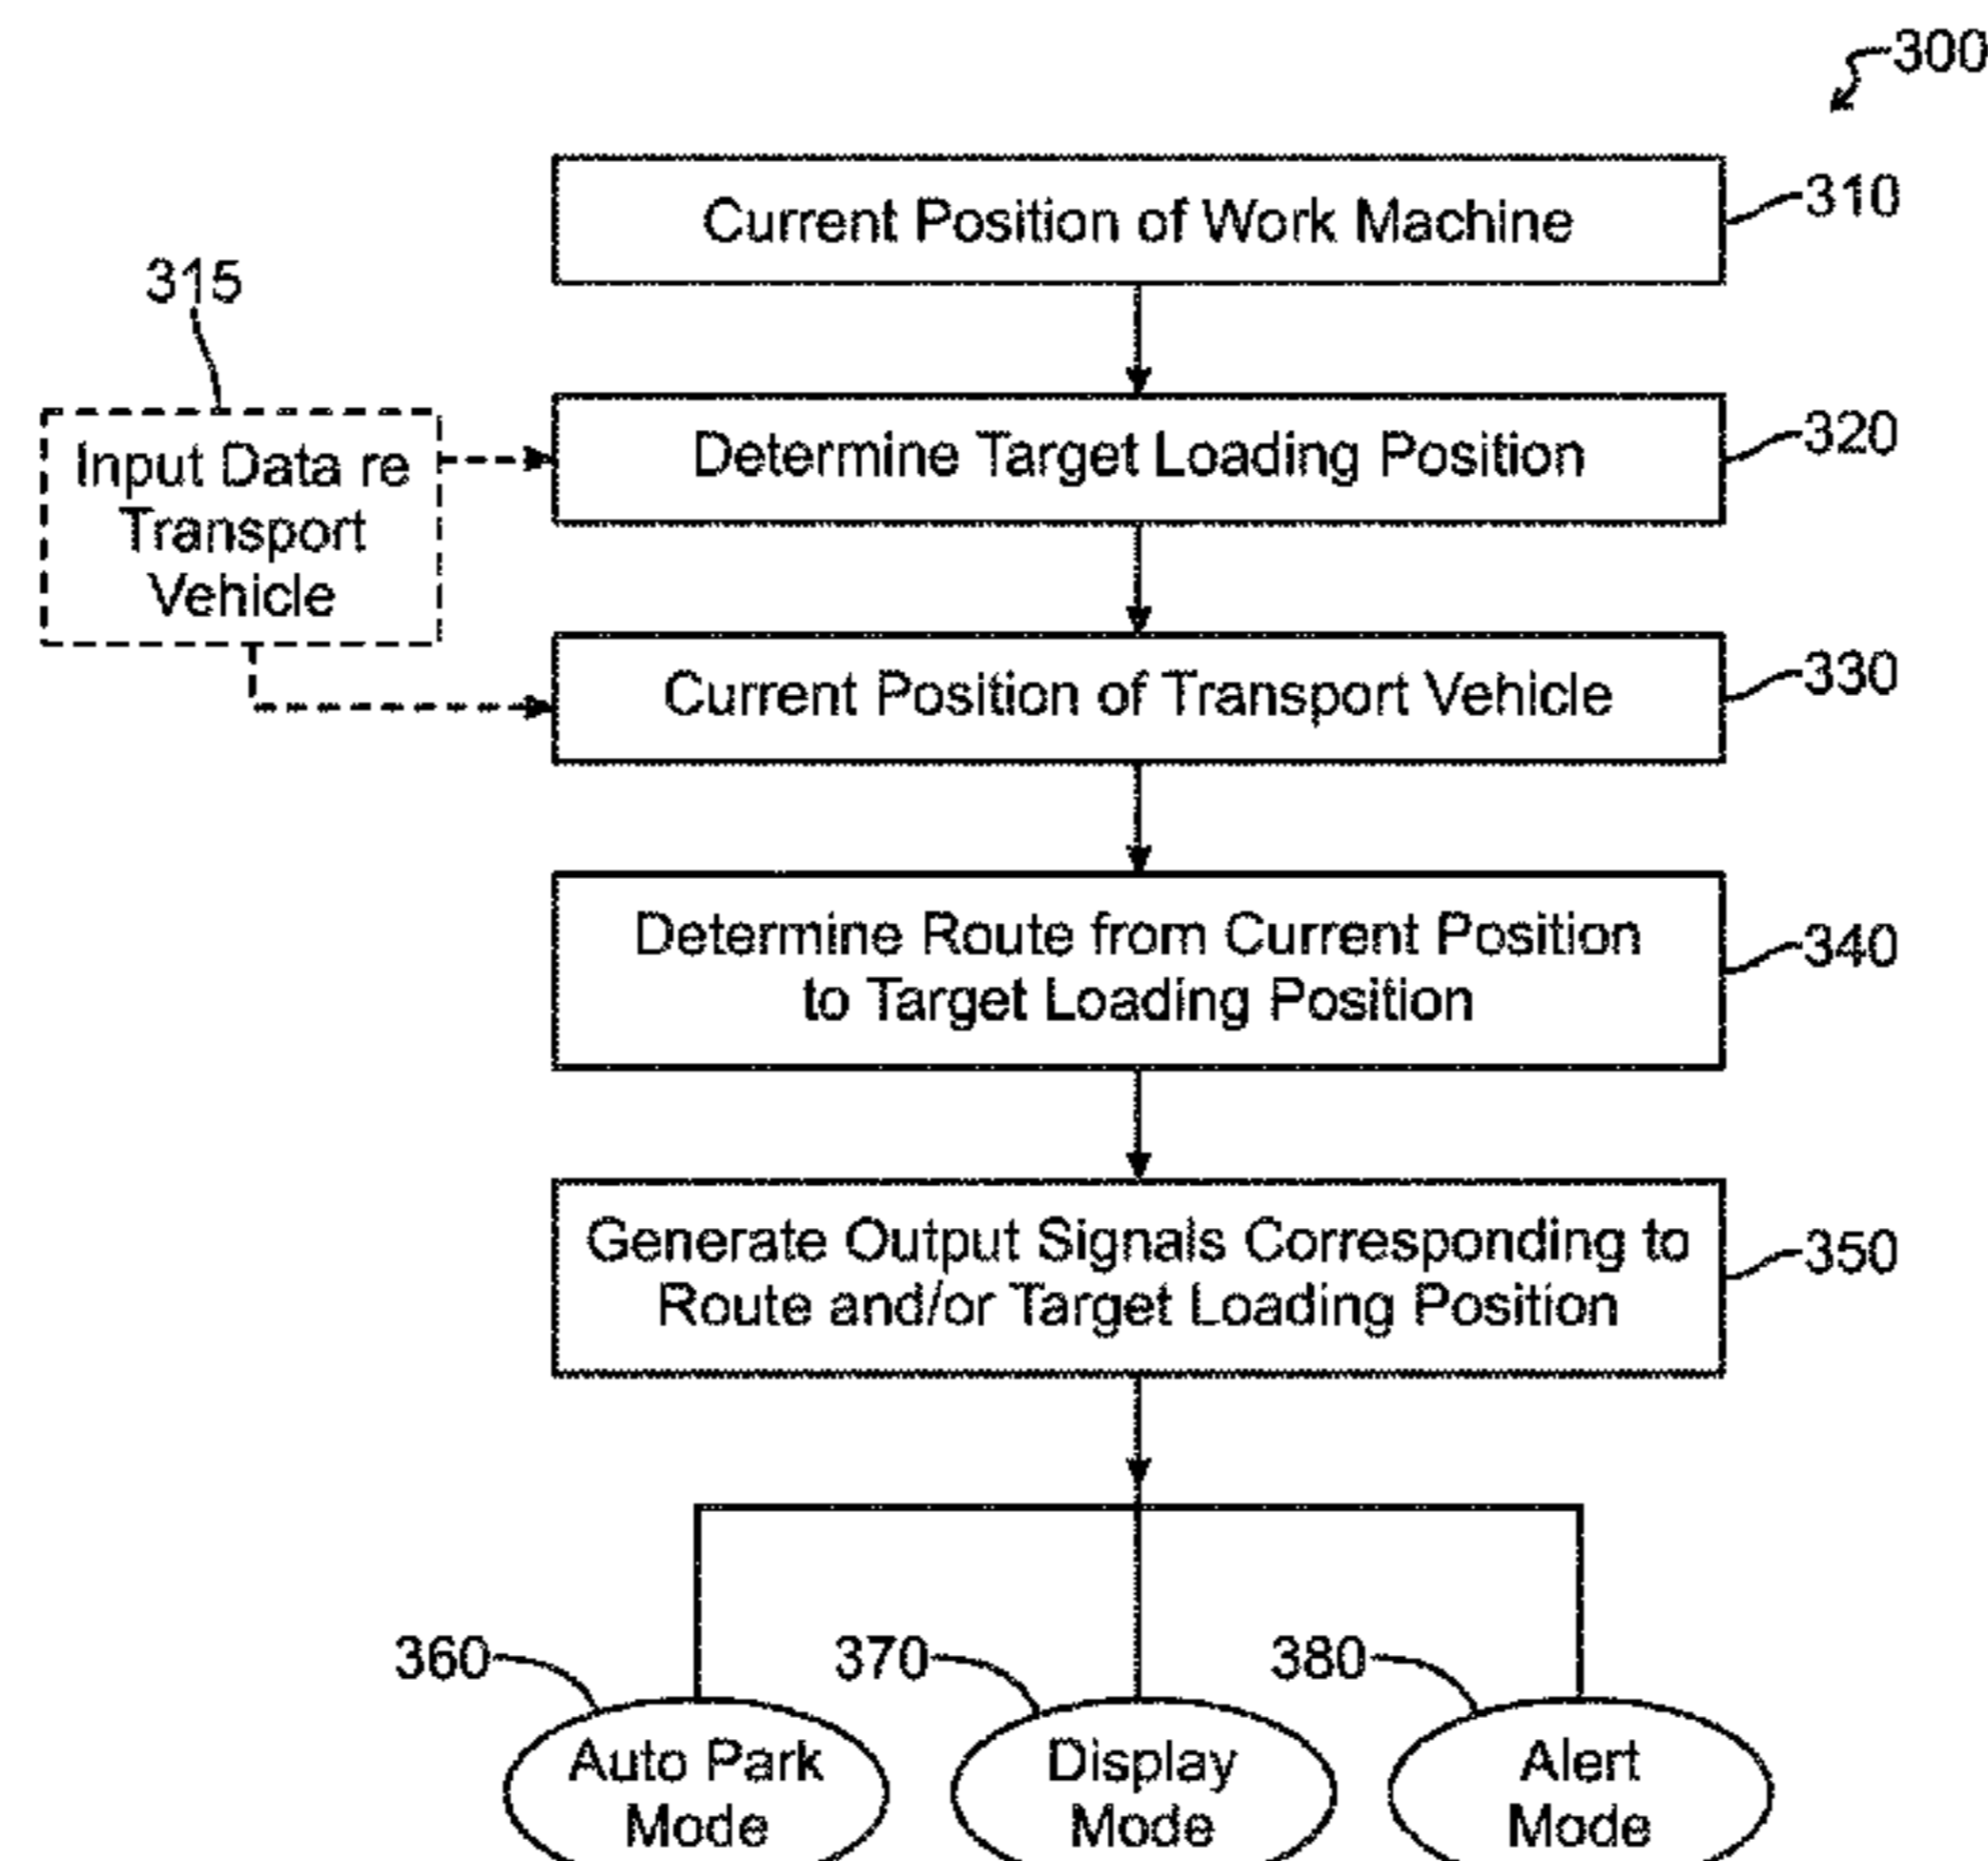 300
Current Position of Work Machine
310
315
Input Data re
Transport
Vehicle
Determine Target Loading Position
320
Current Position of Transport Vehicle
330
Determine Route from Current Position
to Target Loading Position
340
Generate Output Signals Corresponding to
Route and/or Target Loading Position
350
360
Auto Park
Mode
370
Display
Mode
380
Alert
Mode